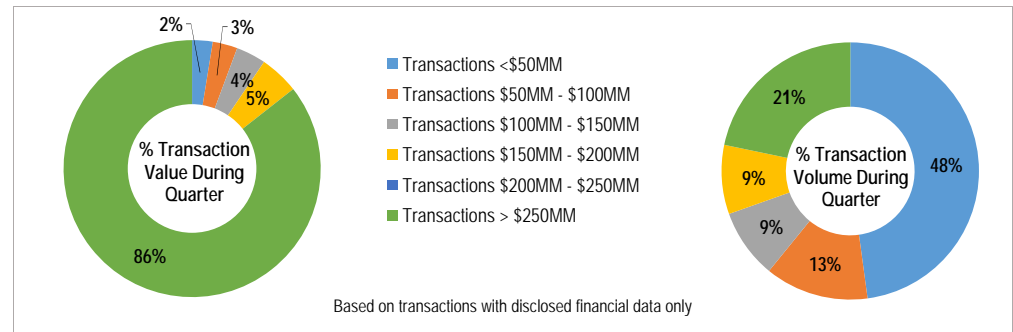 2%
3%
4%
5%
86%
% Transaction
Value During
Quarter
Transactions <$50MM
Transactions $50MM - $100MM
Transactions $100MM - $150MM
Transactions $150MM - $200MM
Transactions $200MM - $250MM
Transactions > $250MM
21%
48%
9%
9%
13%
% Transaction
Volume During
Quarter
Based on transactions with disclosed financial data only